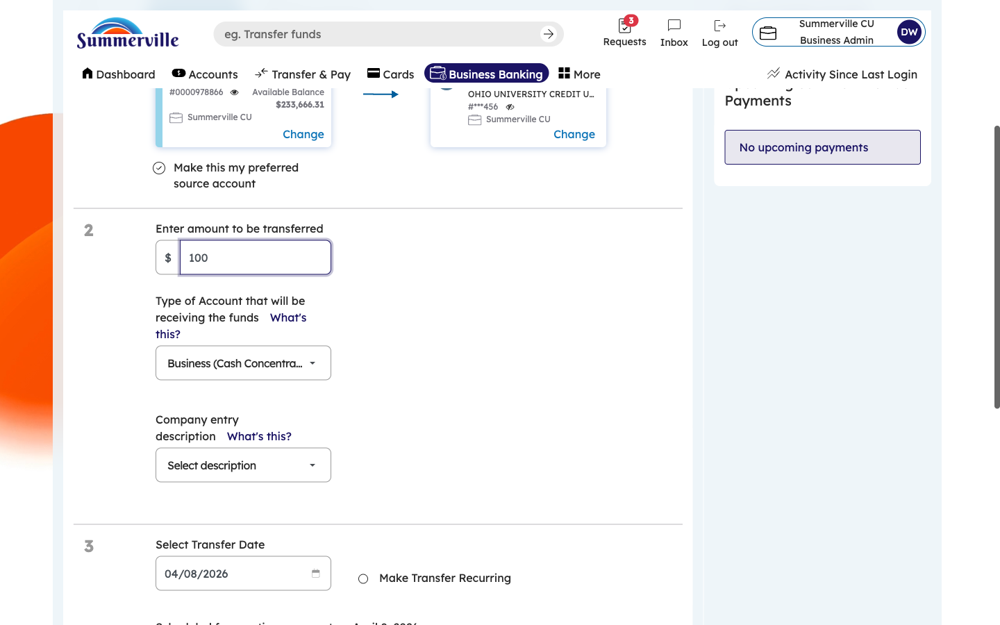 Summerville
eg. Transfer funds
3
Requests
Inbox
Log out
Summerville CU
Business Admin
DW
Dashboard
Accounts
Transfer & Pay
Cards
Business Banking
More
Activity Since Last Login
#0000978866
Available Balance
$233,666.31
Summerville CU
Change
OHIO UNIVERSITY CREDIT U...
#***456
Summerville CU
Change
Payments
No upcoming payments
Make this my preferred
source account
2
Enter amount to be transferred
$
100
Type of Account that will be
receiving the funds What's
this?
Business (Cash Concentra...
Company entry
description What's this?
Select description
3
Select Transfer Date
04/08/2026
Make Transfer Recurring